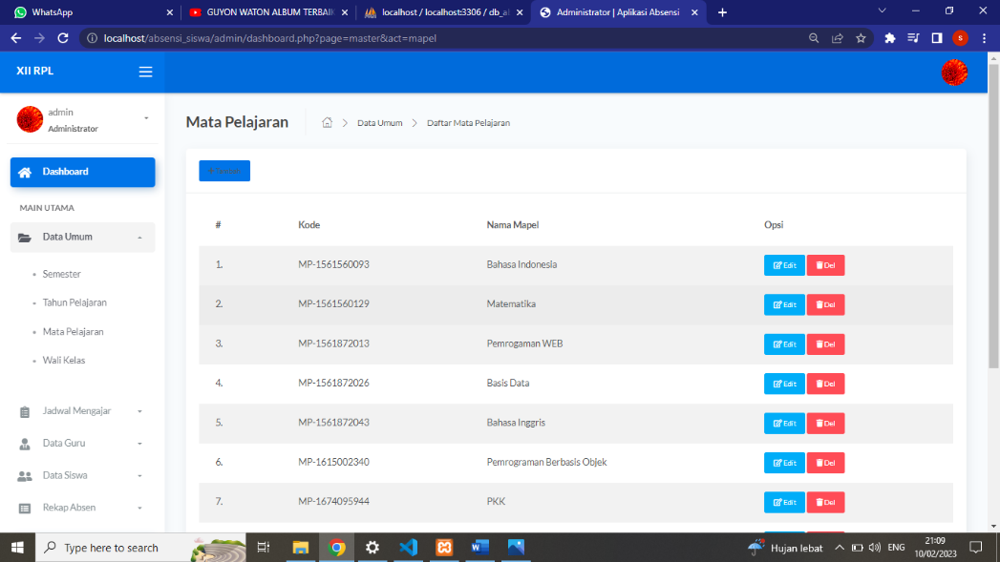 WhatsApp
GUYON WATON ALBUM TERBAI
localhost / localhost:3306 / db_a
Administrator | Aplikasi Absensi
localhost/absensi_siswa/admin/dashboard.php?page=master&act=mapel
XII RPL
admin
Administrator
Mata Pelajaran
Data Umum
Daftar Mata Pelajaran
Dashboard
MAIN UTAMA
Data Umum
Semester
Tahun Pelajaran
Mata Pelajaran
Wali Kelas
Jadwal Mengajar
Data Guru
Data Siswa
Rekap Absen
# Kode Nama Mapel Opsi
1. MP-1561560093 Bahasa Indonesia Edit Del
2. MP-1561560129 Matematika Edit Del
3. MP-1561872013 Pemrogaman WEB Edit Del
4. MP-1561872026 Basis Data Edit Del
5. MP-1561872043 Bahasa Inggris Edit Del
6. MP-1615002340 Pemrograman Berbasis Objek Edit Del
7. MP-1674095944 PKK Edit Del
Type here to search
Hujan lebat
ENG
21:09
10/02/2023